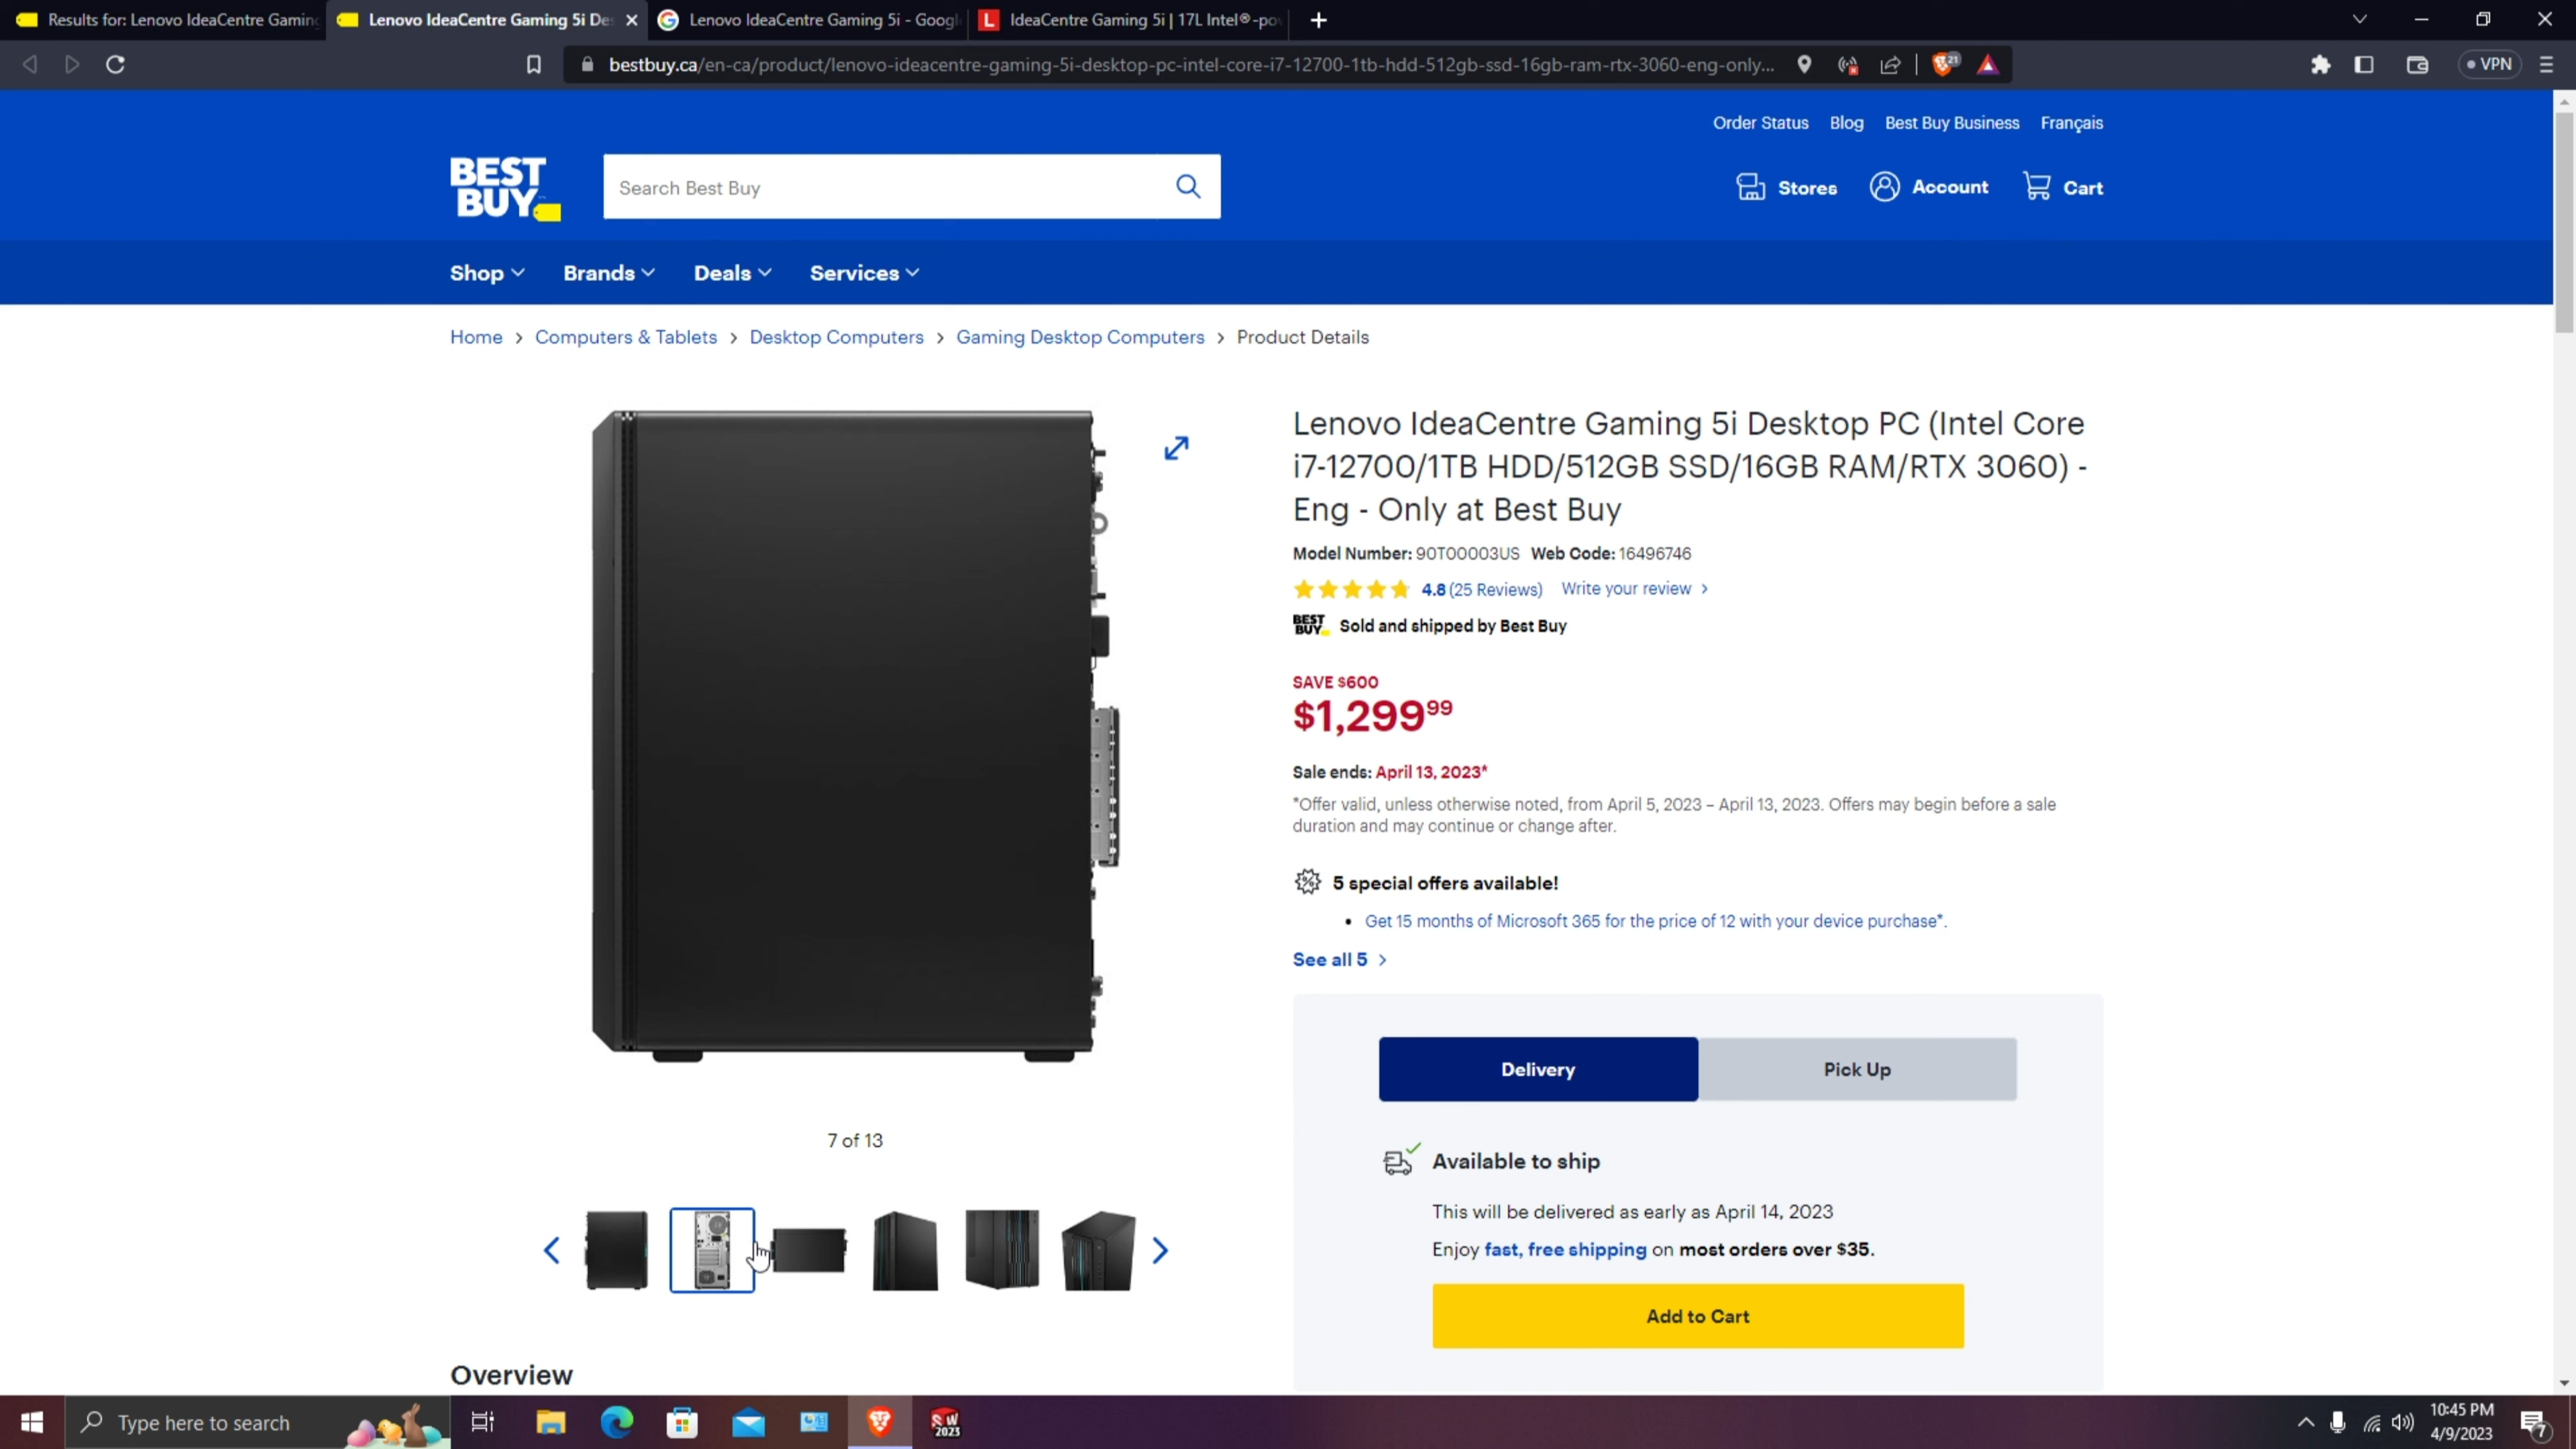 Results for: Lenovo IdeaCentre Gaming
Lenovo IdeaCentre Gaming 5i De
Lenovo IdeaCentre Gaming 5i - Googl
IdeaCentre Gaming 5i | 17L Intel®-po
bestbuy.ca/en-ca/product/lenovo-ideacentre-gaming-5i-desktop-pc-intel-core-i7-12700-1tb-hdd-512gb-ssd-16gb-ram-rtx-3060-eng-only...
21
VPN
Order Status Blog Best Buy Business Français
BEST BUY
Search Best Buy
Stores Account Cart
Shop Brands Deals Services
Home > Computers & Tablets > Desktop Computers > Gaming Desktop Computers > Product Details
Lenovo IdeaCentre Gaming 5i Desktop PC (Intel Core
i7-12700/1TB HDD/512GB SSD/16GB RAM/RTX 3060) -
Eng - Only at Best Buy
Model Number: 90T00003US Web Code: 16496746
4.8 (25 Reviews) Write your review >
BEST BUY Sold and shipped by Best Buy
SAVE $600
$1,299 99
Sale ends: April 13, 2023*
*Offer valid, unless otherwise noted, from April 5, 2023 – April 13, 2023. Offers may begin before a sale
duration and may continue or change after.
5 special offers available!
• Get 15 months of Microsoft 365 for the price of 12 with your device purchase*.
See all 5 >
Delivery Pick Up
7 of 13
Available to ship
This will be delivered as early as April 14, 2023
Enjoy fast, free shipping on most orders over $35.
Add to Cart
Overview
Type here to search
SW 2023
10:45 PM
4/9/2023
7